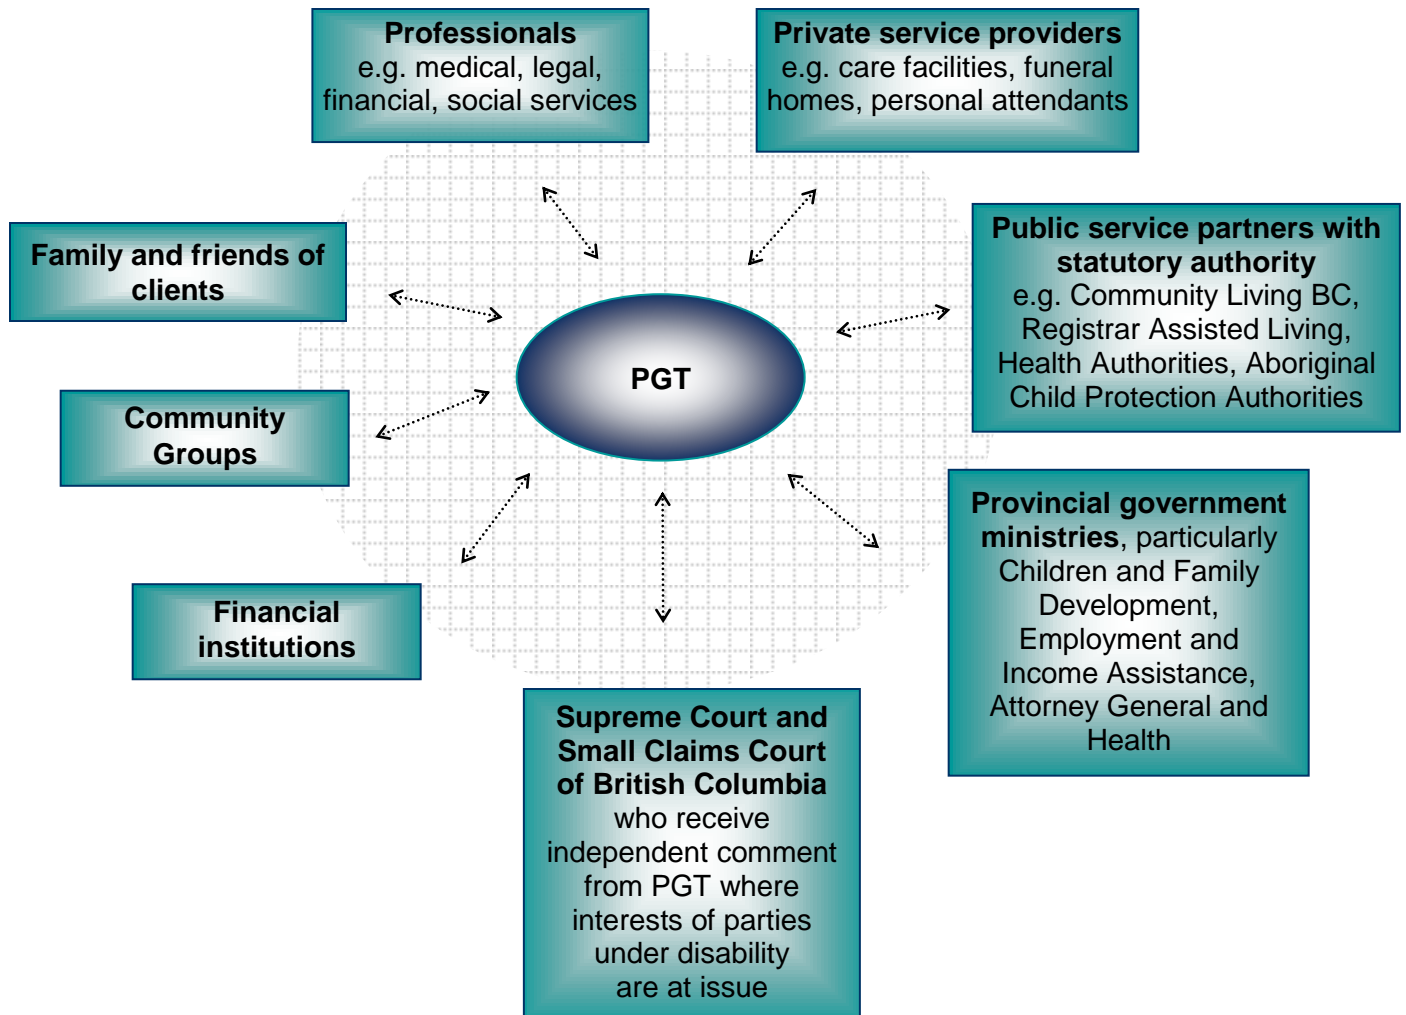 Professionals
e.g. medical, legal,
financial, social services
Private service providers
e.g. care facilities, funeral
homes, personal attendants
Family and friends of
clients
Public service partners with
statutory authority
e.g. Community Living BC,
Registrar Assisted Living,
Health Authorities, Aboriginal
Child Protection Authorities
PGT
Community
Groups
Provincial government
ministries, particularly
Children and Family
Development,
Employment and
Income Assistance,
Attorney General and
Health
Financial
institutions
Supreme Court and
Small Claims Court
of British Columbia
who receive
independent comment
from PGT where
interests of parties
under disability
are at issue